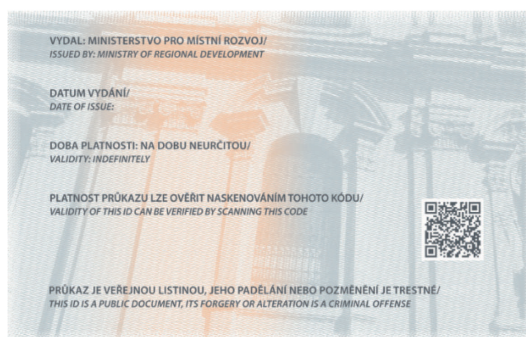 VYDAL: MINISTERSTVO PRO MÍSTNÍ ROZVOJ/
ISSUED BY: MINISTRY OF REGIONAL DEVELOPMENT
DATUM VYDÁNÍ/
DATE OF ISSUE:
DOBA PLATNOSTI: NA DOBU NEURČITOU/
VALIDITY: INDEFINITELY
PLATNOST PRŮKAZU LZE OVĚŘIT NASKENOVÁNÍM TOHOTO KÓDU/
VALIDITY OF THIS ID CAN BE VERIFIED BY SCANNING THIS CODE
PRŮKAZ JE VEŘEJNOU LISTINOU, JEHO PADĚLÁNÍ NEBO POZMĚNĚNÍ JE TRESTNÉ/
THIS ID IS A PUBLIC DOCUMENT, ITS FORGERY OR ALTERATION IS A CRIMINAL OFFENSE